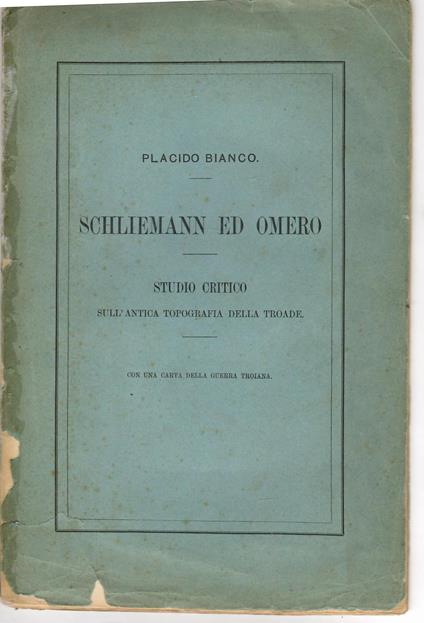 PLACIDO BIANCO.
SCHLIEMANN ED OMERO
STUDIO CRITICO
SULL'ANTICA TOPOGRAFIA DELLA TROADE.
CON UNA CARTA DELLA GUERRA TROIANA.